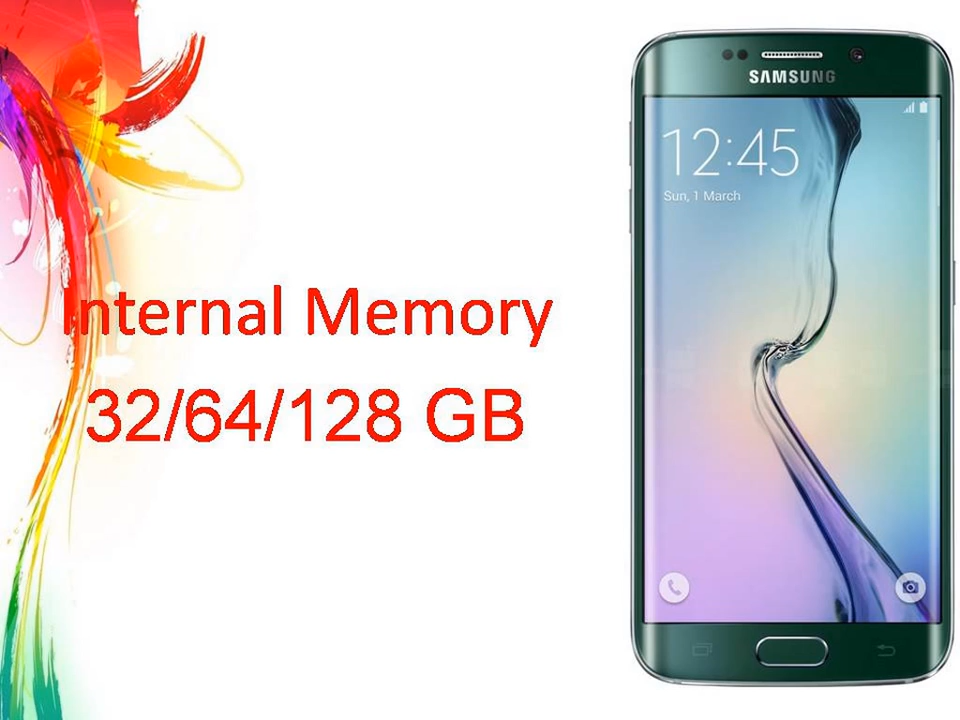 Internal Memory
32/64/128 GB
SAMSUNG
12:45
Sun, 1 March